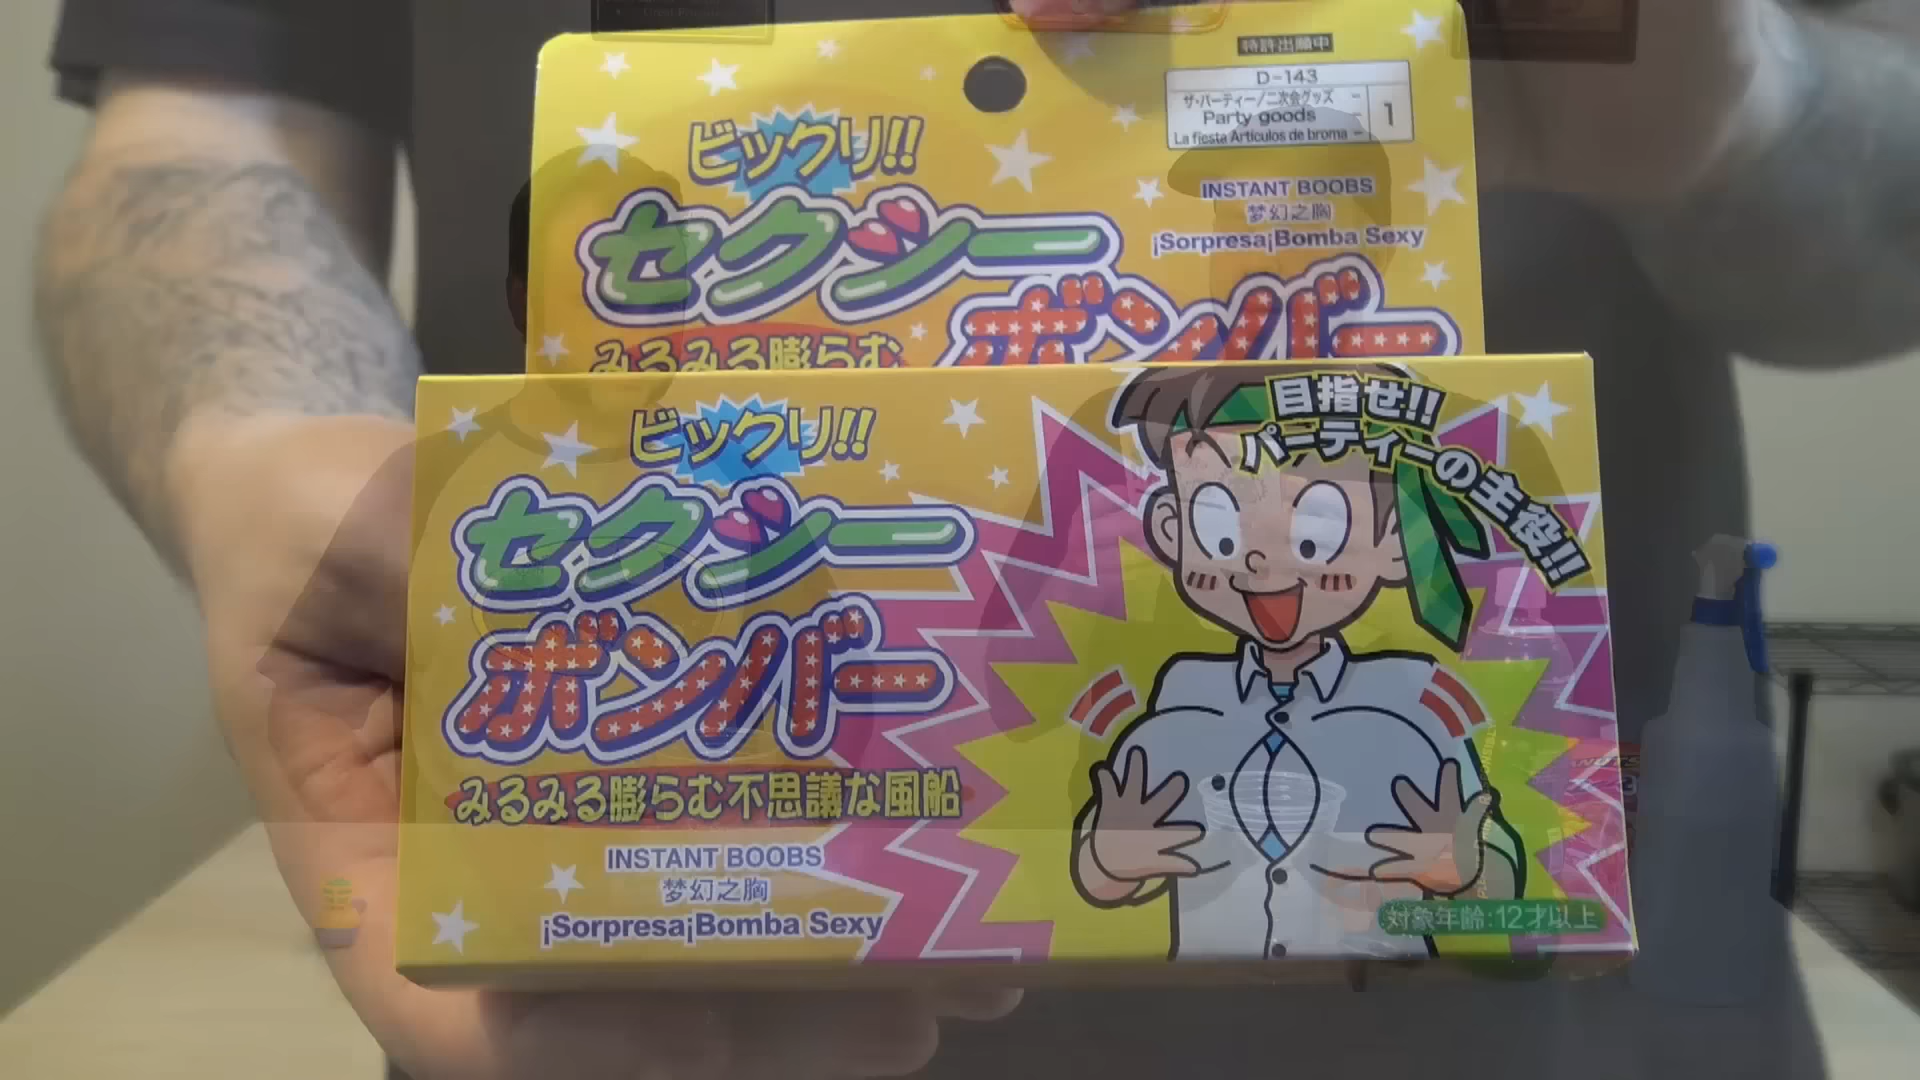 特許出願中
D-143
ザ・パーティー/二次会グッズ
Party goods
La fiesta Artículos de broma
1
ビックリ!!
INSTANT BOOBS
梦幻之胸
¡Sorpresa¡Bomba Sexy
セクシー
ボンバー
みるみる膨らむ
目指せ!!
パーティーの主役!!
ビックリ!!
セクシー
ボンバー
みるみる膨らむ不思議な風船
INSTANT BOOBS
梦幻之胸
¡Sorpresa¡Bomba Sexy
対象年齢:12才以上